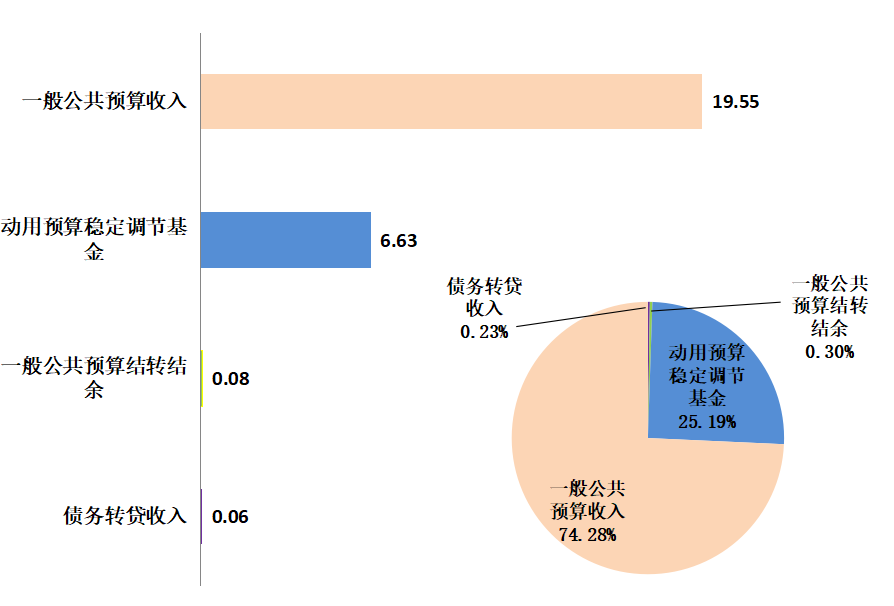 一般公共预算收入
19.55
动用预算稳定调节基
金
6.63
一般公共预算结转结
余
0.08
债务转贷收入
0.06
债务转贷
收入
0.23%
一般公共
预算结转
结余
0.30%
动用预算
稳定调节
基金
25.19%
一般公共
预算收入
74.28%